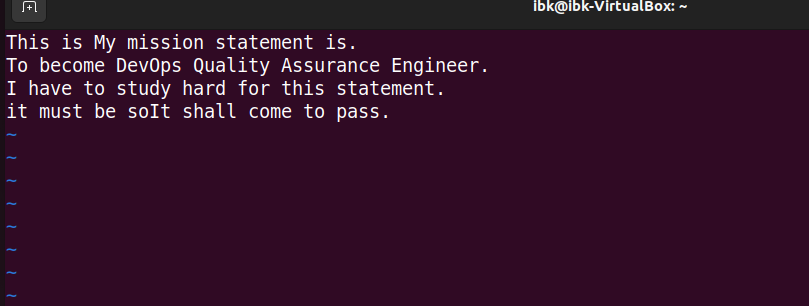 ibk@ibk-VirtualBox: ~
This is My mission statement is.
To become DevOps Quality Assurance Engineer.
I have to study hard for this statement.
it must be soIt shall come to pass.
~
~
~
~
~
~
~
~